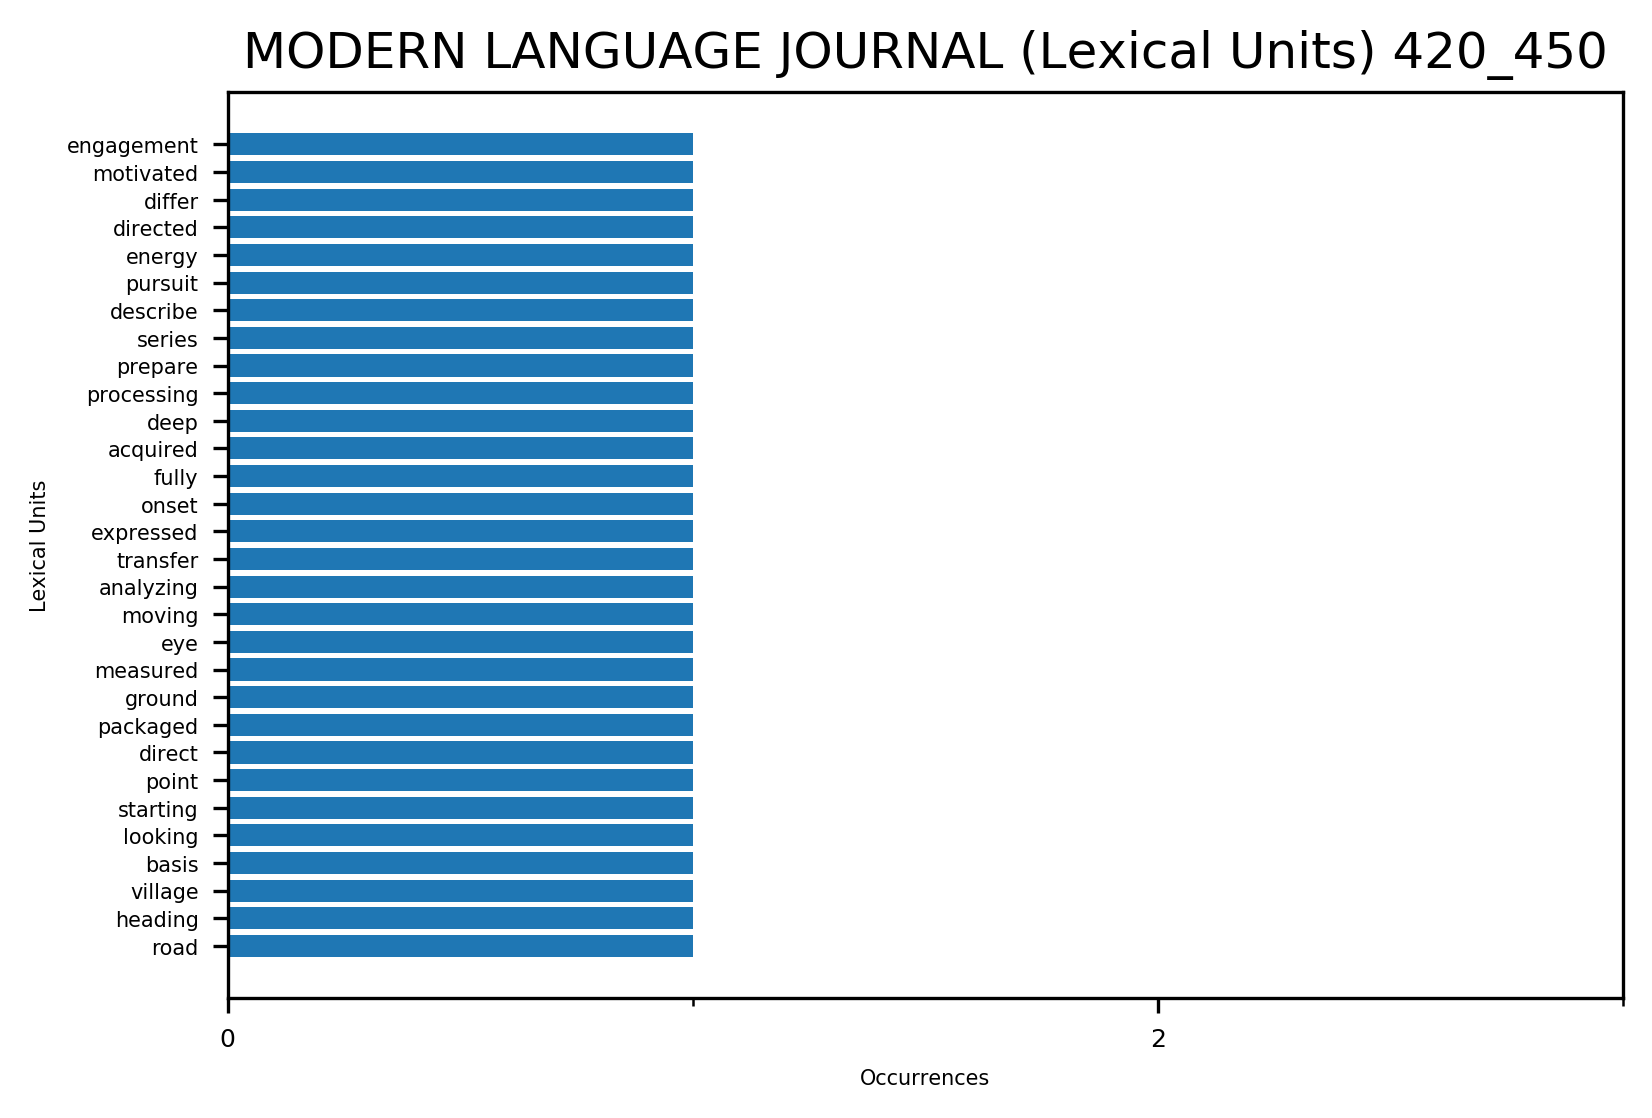 MODERN LANGUAGE JOURNAL (Lexical Units) 420_450
engagement
motivated
differ
directed
energy
pursuit
describe
series
prepare
processing
deep
acquired
fully
onset
expressed
transfer
analyzing
moving
eye
measured
ground
packaged
direct
point
starting
looking
basis
village
heading
road
Lexical Units
0 2
Occurrences